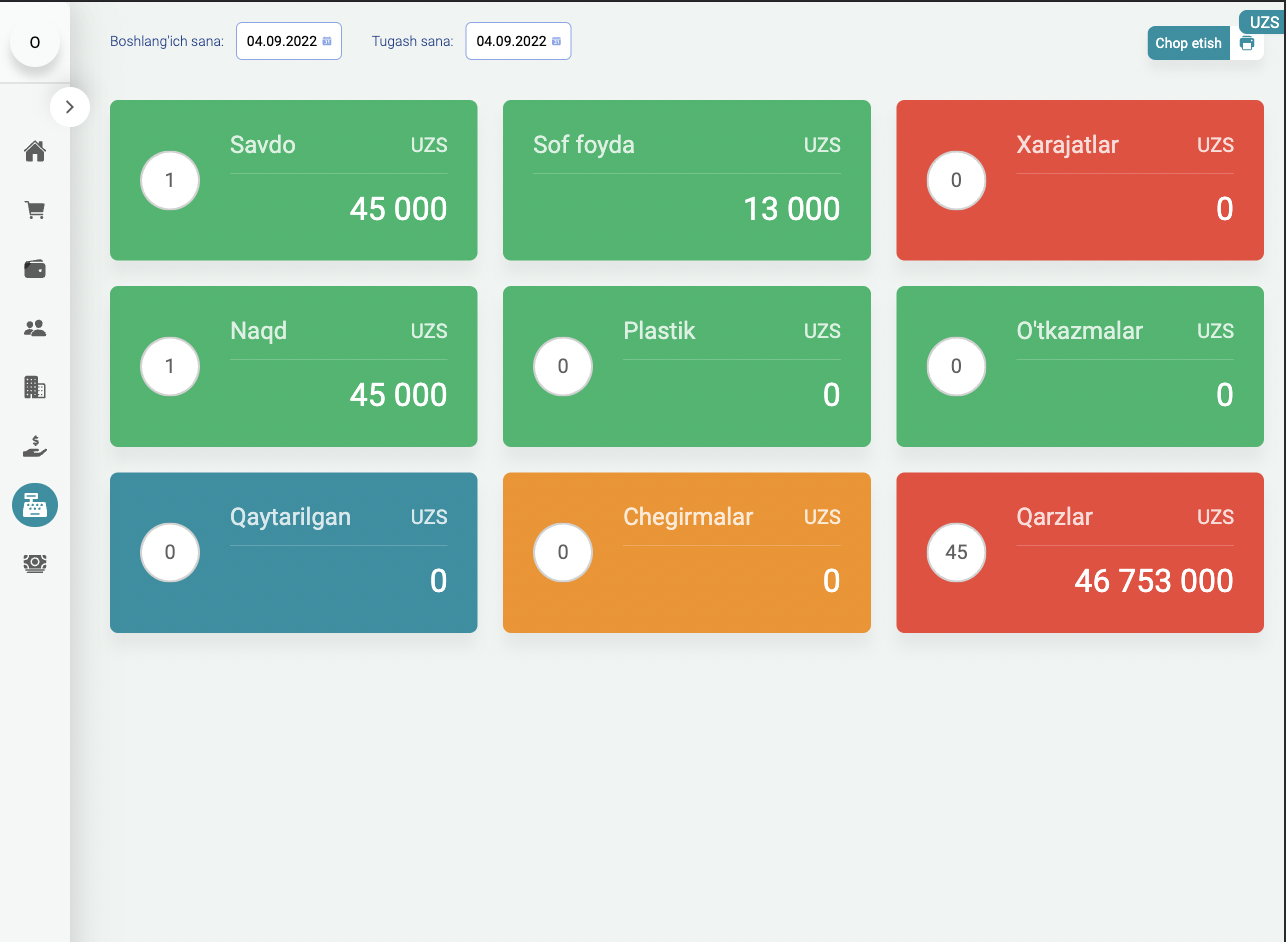 UZS
O
Boshlang'ich sana: 04.09.2022 Tugash sana: 04.09.2022 Chop etish
Savdo UZS
1
45 000
Sof foyda UZS
13 000
Xarajatlar UZS
0
0
Naqd UZS
1
45 000
Plastik UZS
0
0
O'tkazmalar UZS
0
0
Qaytarilgan UZS
0
0
Chegirmalar UZS
0
0
Qarzlar UZS
45
46 753 000